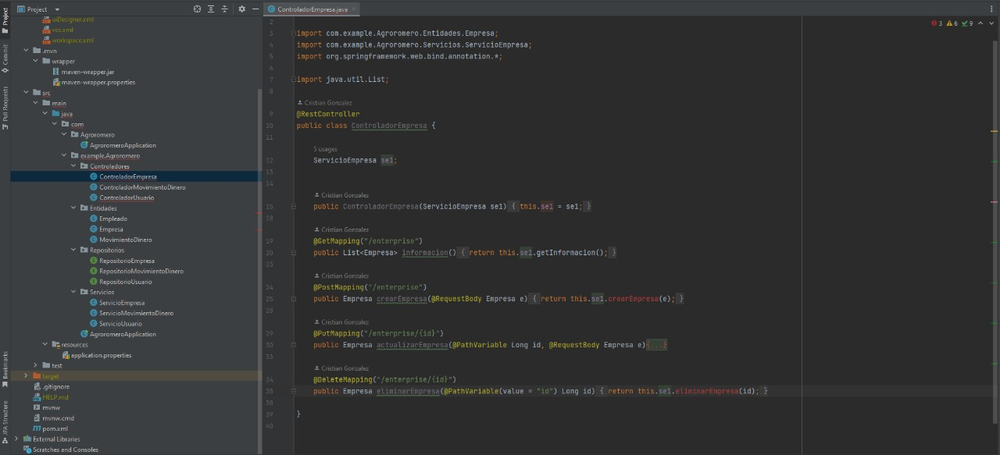 Project
ControladorEmpresa.java
Project
Commit
Pull Requests
Bookmarks
JPA Structure
uiDesigner.xml
vcs.xml
workspace.xml
.mvn
wrapper
maven-wrapper.jar
maven-wrapper.properties
src
main
java
com
Agroromero
AgroromeroApplication
example.Agroromero
Controladores
ControladorEmpresa
ControladorMovimientoDinero
ControladorUsuario
Entidades
Empleado
Empresa
MovimientoDinero
Repositorios
RepositorioEmpresa
RepositorioMovimientoDinero
RepositorioUsuario
Servicios
ServicioEmpresa
ServicioMovimientoDinero
ServicioUsuario
AgroromeroApplication
resources
application.properties
test
target
.gitignore
HELP.md
mvnw
mvnw.cmd
pom.xml
External Libraries
Scratches and Consoles
3 6 9
2
3 import com.example.Agroromero.Entidades.Empresa;
4 import com.example.Agroromero.Servicios.ServicioEmpresa;
5 import org.springframework.web.bind.annotation.*;
6
7 import java.util.List;
8
Cristian Gonzalez
9 @RestController
10 public class ControladorEmpresa {
11
5 usages
12 ServicioEmpresa se1;
13
14
Cristian Gonzalez
15 public ControladorEmpresa(ServicioEmpresa se1) { this.se1 = se1; }
18
Cristian Gonzalez
19 @GetMapping("/enterprise")
20 public List<Empresa> informacion() { return this.se1.getInformacion(); }
23
Cristian Gonzalez
24 @PostMapping("/enterprise")
25 public Empresa crearEmpresa(@RequestBody Empresa e) { return this.se1.crearEmpresa(e); }
28
Cristian Gonzalez
29 @PutMapping("/enterprise/{id}")
30 public Empresa actualizarEmpresa(@PathVariable Long id, @RequestBody Empresa e){...}
33
Cristian Gonzalez
34 @DeleteMapping("/enterprise/{id}")
35 public Empresa eliminarEmpresa(@PathVariable(value = "id") Long id) { return this.se1.eliminarEmpresa(id); }
38
39 }
40